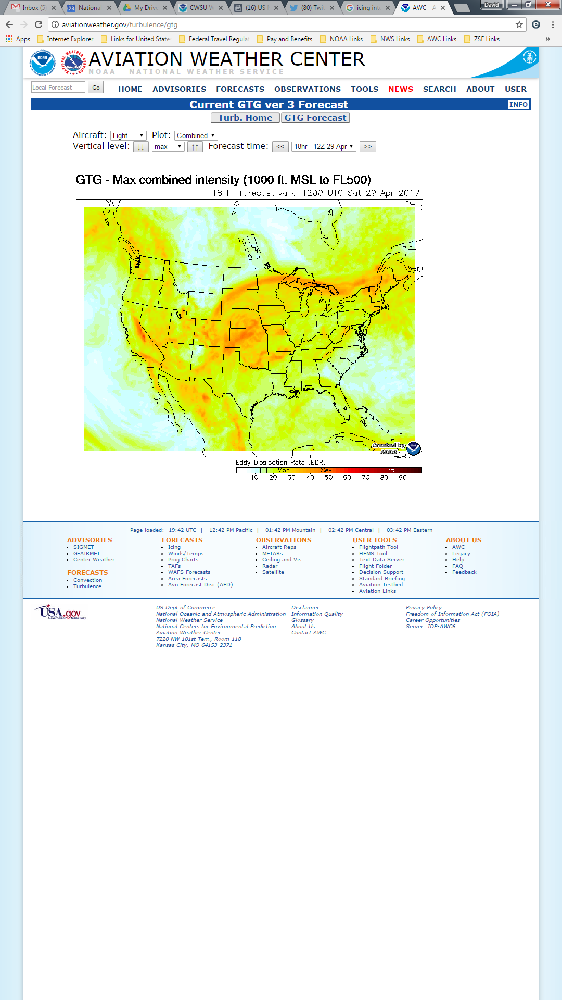 Inbox (5) National My Drive CWSU W (16) US N (80) Twit icing inte AWC - A David
aviationweather.gov/turbulence/gtg
Apps Internet Explorer Links for United State Federal Travel Regulat Pay and Benefits NOAA Links NWS Links AWC Links ZSE Links »
AVIATION WEATHER CENTER
NOAA NATIONAL WEATHER SERVICE
Local Forecast Go HOME ADVISORIES FORECASTS OBSERVATIONS TOOLS NEWS SEARCH ABOUT USER
Current GTG ver 3 Forecast INFO
Turb. Home GTG Forecast
Aircraft: Light Plot: Combined
Vertical level: ↓↓ max ↑↑ Forecast time: << 18hr - 12Z 29 Apr >>
GTG - Max combined intensity (1000 ft. MSL to FL500)
18 hr forecast valid 1200 UTC Sat 29 Apr 2017
Created by
ADDS
Eddy Dissipation Rate (EDR)
L Mod Sev Ext
10 20 30 40 50 60 70 80 90
Page loaded: 19:42 UTC | 12:42 PM Pacific | 01:42 PM Mountain | 02:42 PM Central | 03:42 PM Eastern
ADVISORIES
SIGMET
G-AIRMET
Center Weather
FORECASTS
Convection
Turbulence
FORECASTS
Icing
Winds/Temps
Prog Charts
TAFs
WAFS Forecasts
Area Forecasts
Avn Forecast Disc (AFD)
OBSERVATIONS
Aircraft Reps
METARs
Ceiling and Vis
Radar
Satellite
USER TOOLS
Flightpath Tool
HEMS Tool
Text Data Server
Flight Folder
Decision Support
Standard Briefing
Aviation Testbed
Aviation Links
ABOUT US
AWC
Legacy
Help
FAQ
Feedback
USA.gov
Government Made Easy
US Dept of Commerce
National Oceanic and Atmospheric Administration
National Weather Service
National Centers for Environmental Prediction
Aviation Weather Center
7220 NW 101st Terr., Room 118
Kansas City, MO 64153-2371
Disclaimer
Information Quality
Glossary
About Us
Contact AWC
Privacy Policy
Freedom of Information Act (FOIA)
Career Opportunities
Server: IDP-AWC6